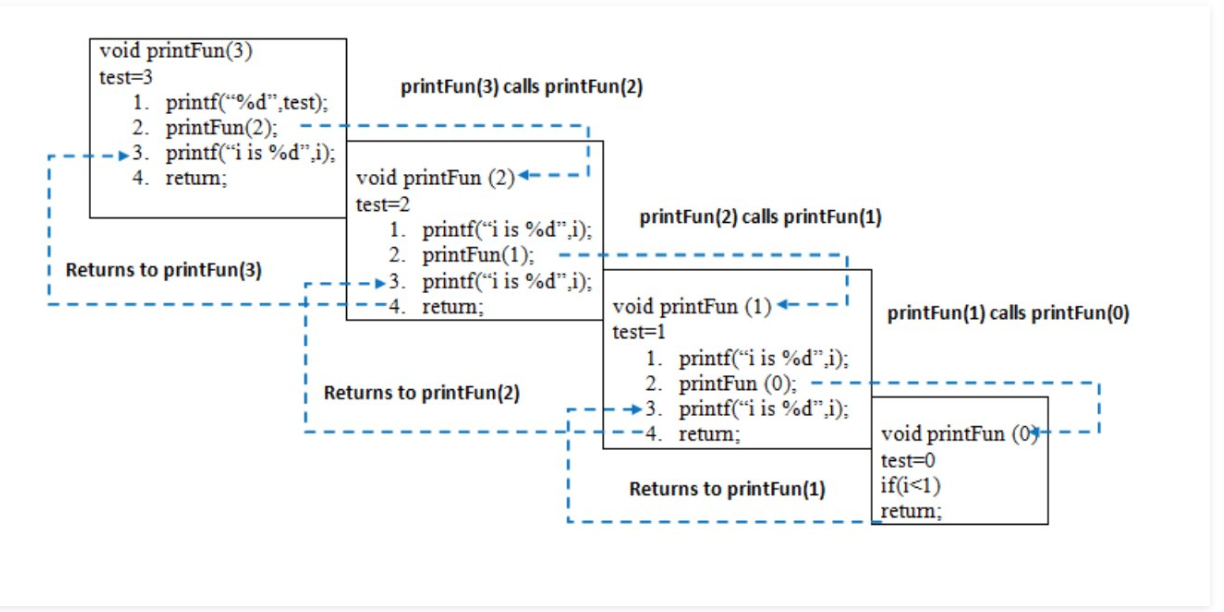 void printFun(3)
test=3
1. printf(“%d”,test);
2. printFun(2);
3. printf(“i is %d”,i);
4. return;
printFun(3) calls printFun(2)
void printFun (2)
test=2
1. printf(“i is %d”,i);
2. printFun(1);
3. printf(“i is %d”,i);
4. return;
Returns to printFun(3)
printFun(2) calls printFun(1)
void printFun (1)
test=1
1. printf(“i is %d”,i);
2. printFun (0);
3. printf(“i is %d”,i);
4. return;
Returns to printFun(2)
printFun(1) calls printFun(0)
void printFun (0)
test=0
if(i<1)
return;
Returns to printFun(1)